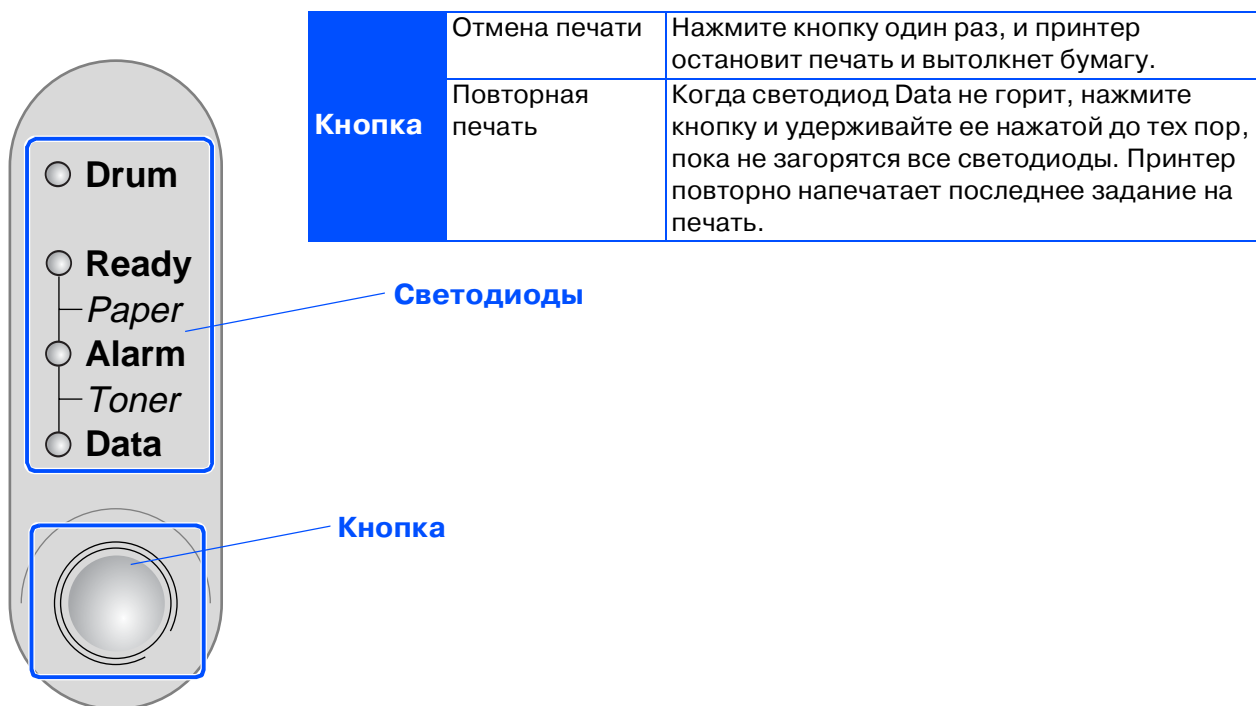 Кнопка
Отмена печати
Нажмите кнопку один раз, и принтер
остановит печать и вытолкнет бумагу.
Повторная
печать
Когда светодиод Data не горит, нажмите
кнопку и удерживайте ее нажатой до тех пор,
пока не загорятся все светодиоды. Принтер
повторно напечатает последнее задание на
печать.
Drum
Ready
Paper
Alarm
Toner
Data
Светодиоды
Кнопка